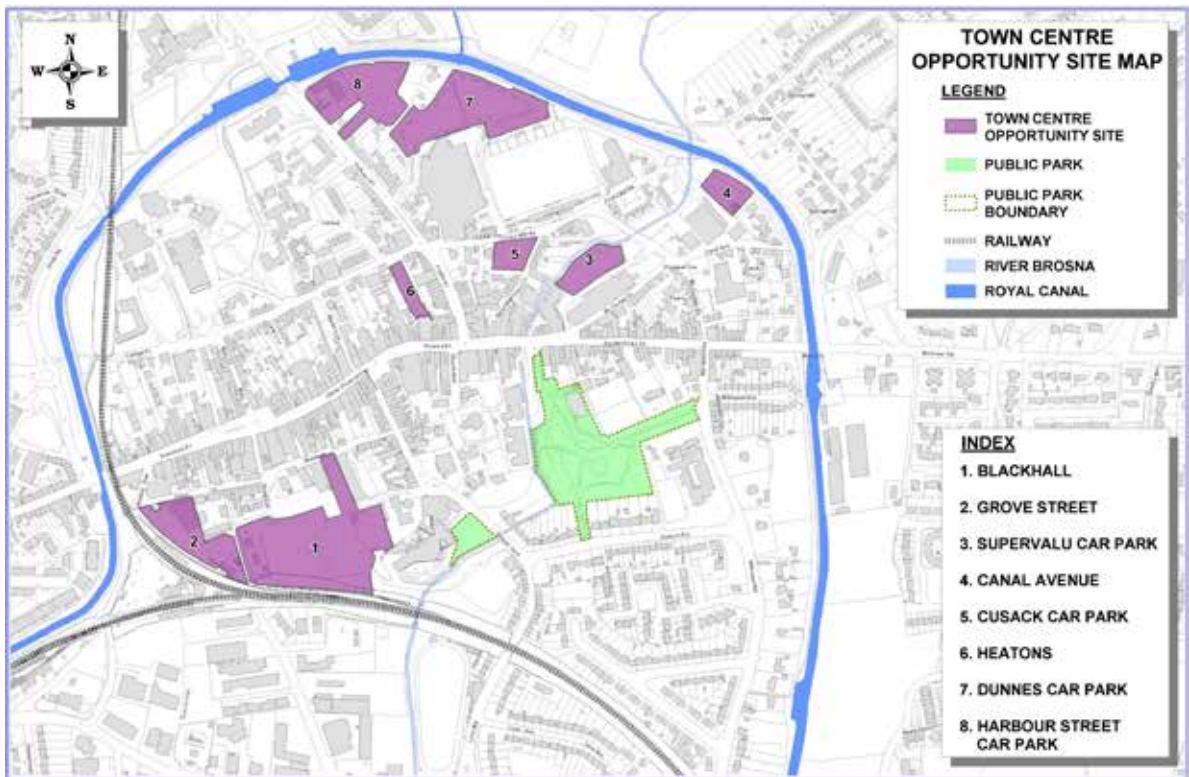 N
W E
S
TOWN CENTRE
OPPORTUNITY SITE MAP
LEGEND
TOWN CENTRE
OPPORTUNITY SITE
PUBLIC PARK
PUBLIC PARK
BOUNDARY
RAILWAY
RIVER BROSNA
ROYAL CANAL
8
7
4
5
3
6
2
1
INDEX
1. BLACKHALL
2. GROVE STREET
3. SUPERVALU CAR PARK
4. CANAL AVENUE
5. CUSACK CAR PARK
6. HEATONS
7. DUNNES CAR PARK
8. HARBOUR STREET
CAR PARK